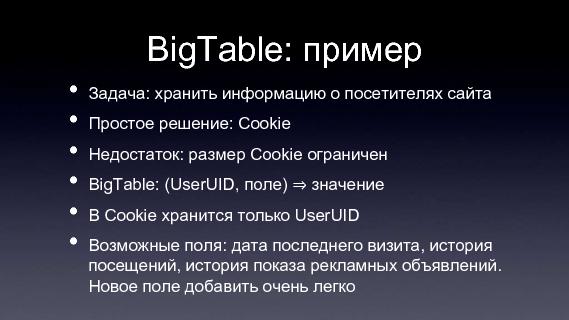 BigTable: пример
• Задача: хранить информацию о посетителях сайта
• Простое решение: Cookie
• Недостаток: размер Cookie ограничен
• BigTable: (UserUID, поле) ⇒ значение
• В Cookie хранится только UserUID
• Возможные поля: дата последнего визита, история
посещений, история показа рекламных объявлений.
Новое поле добавить очень легко